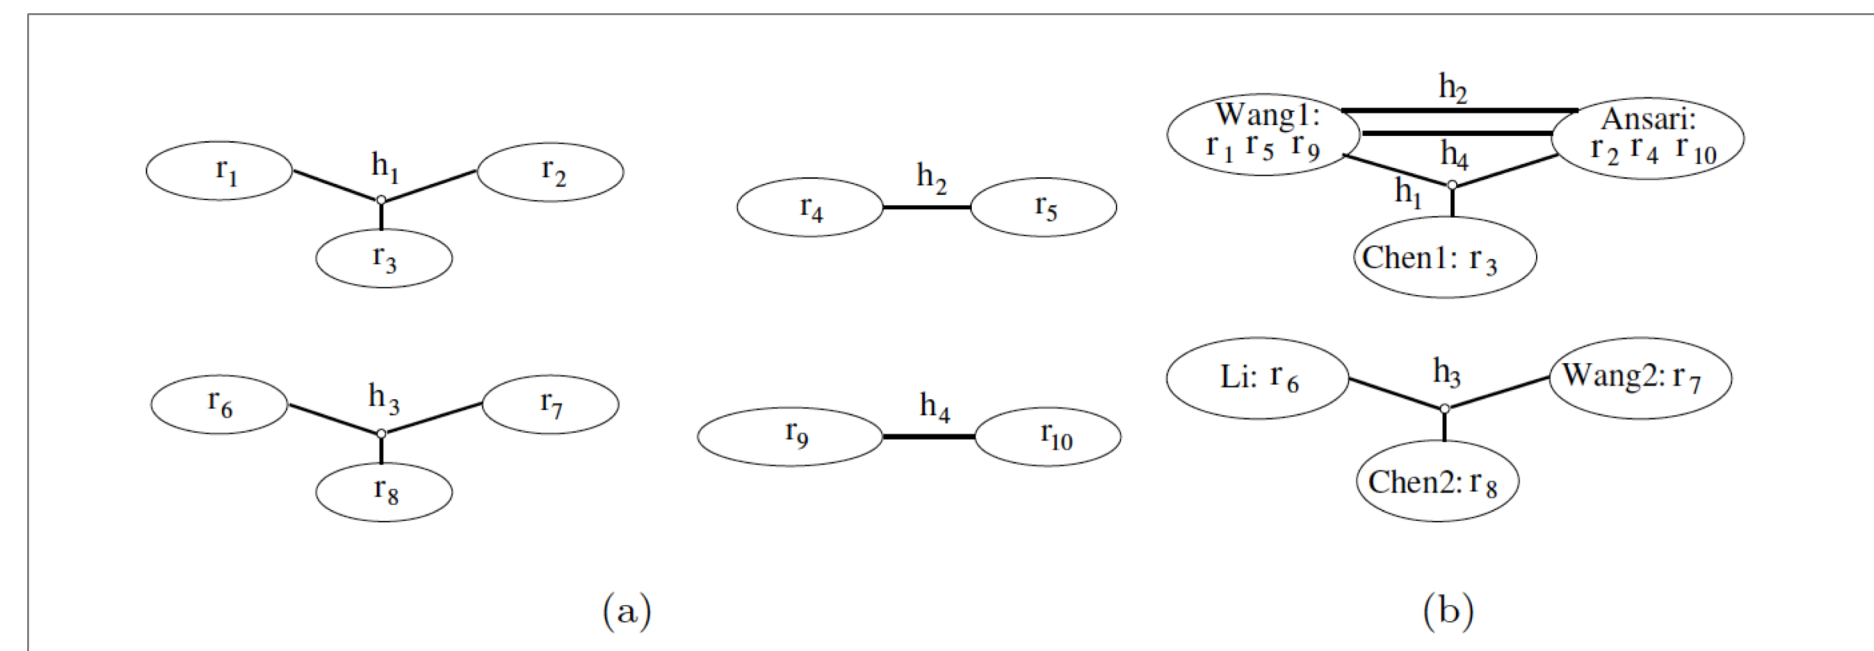 r1
h1
r2
r3
r4
h2
r5
r6
h3
r7
r8
r9
h4
r10
(a)
Wang1:
r1 r5 r9
h2
h4
h1
Ansari:
r2 r4 r10
Chen1: r3
Li: r6
h3
Wang2: r7
Chen2: r8
(b)